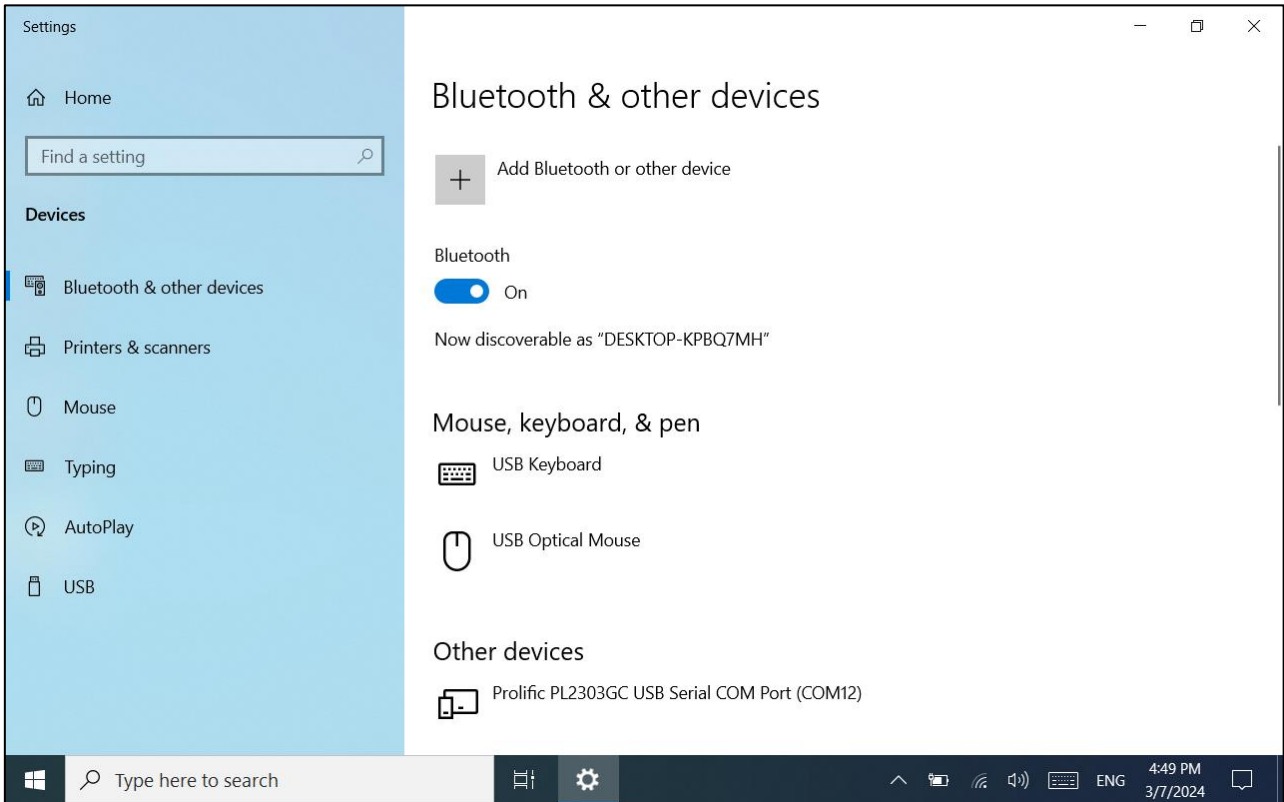 Settings
Home
Find a setting
Devices
Bluetooth & other devices
Printers & scanners
Mouse
Typing
AutoPlay
USB
Bluetooth & other devices
Add Bluetooth or other device
Bluetooth
On
Now discoverable as “DESKTOP-KPBQ7MH”
Mouse, keyboard, & pen
USB Keyboard
USB Optical Mouse
Other devices
Prolific PL2303GC USB Serial COM Port (COM12)
Type here to search
ENG
4:49 PM
3/7/2024